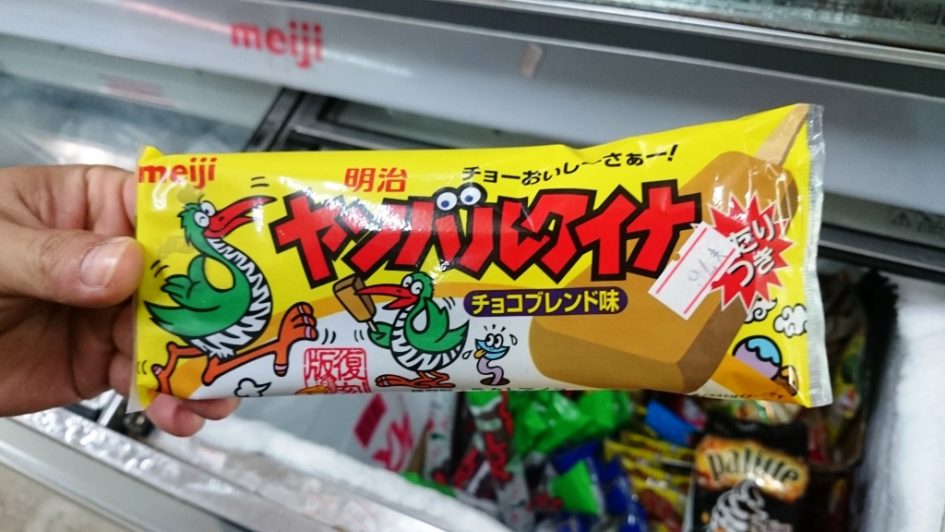 meiji
meiji
明治
チョーおいしーさぁー!
ヤンバルクイナ
チョコブレンド味
たり
つき
復刻
版
palitte